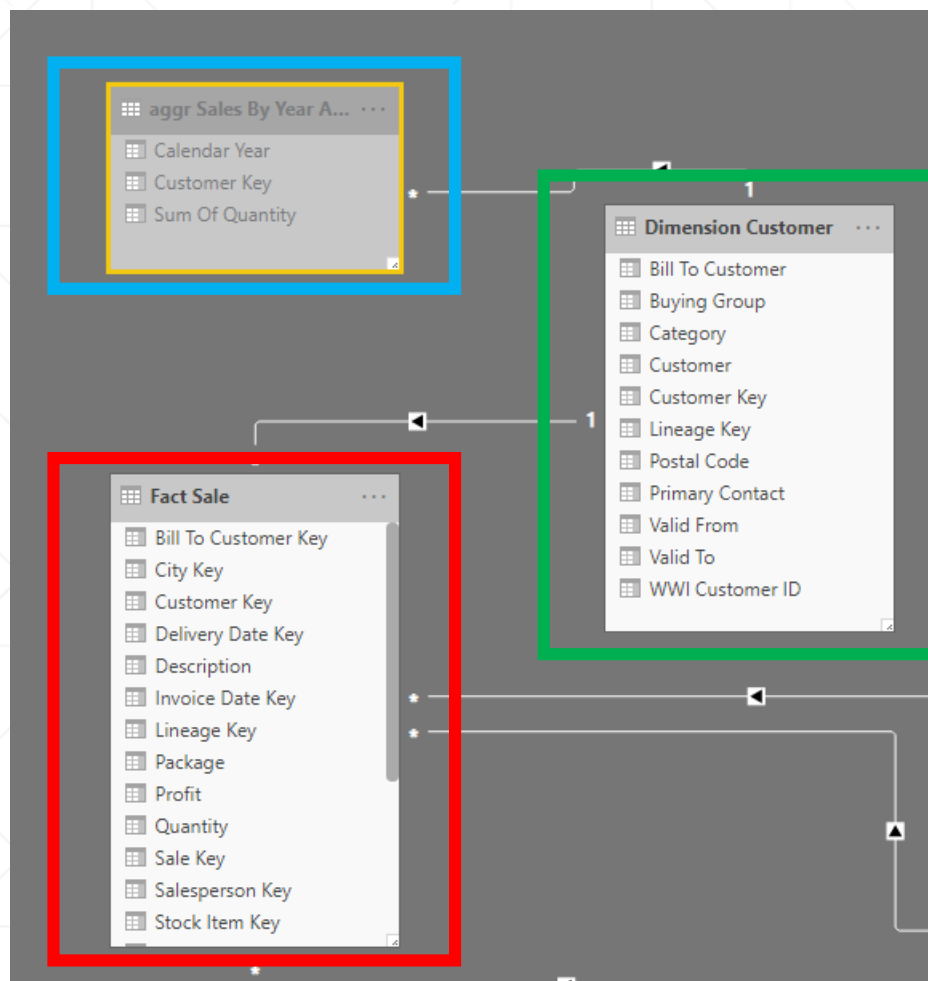 aggr Sales By Year A... ...
Calendar Year
Customer Key
Sum Of Quantity
*
1
Dimension Customer ...
Bill To Customer
Buying Group
Category
Customer
Customer Key
Lineage Key
Postal Code
Primary Contact
Valid From
Valid To
WWI Customer ID
1
Fact Sale ...
Bill To Customer Key
City Key
Customer Key
Delivery Date Key
Description
Invoice Date Key
Lineage Key
Package
Profit
Quantity
Sale Key
Salesperson Key
Stock Item Key
*
*
*